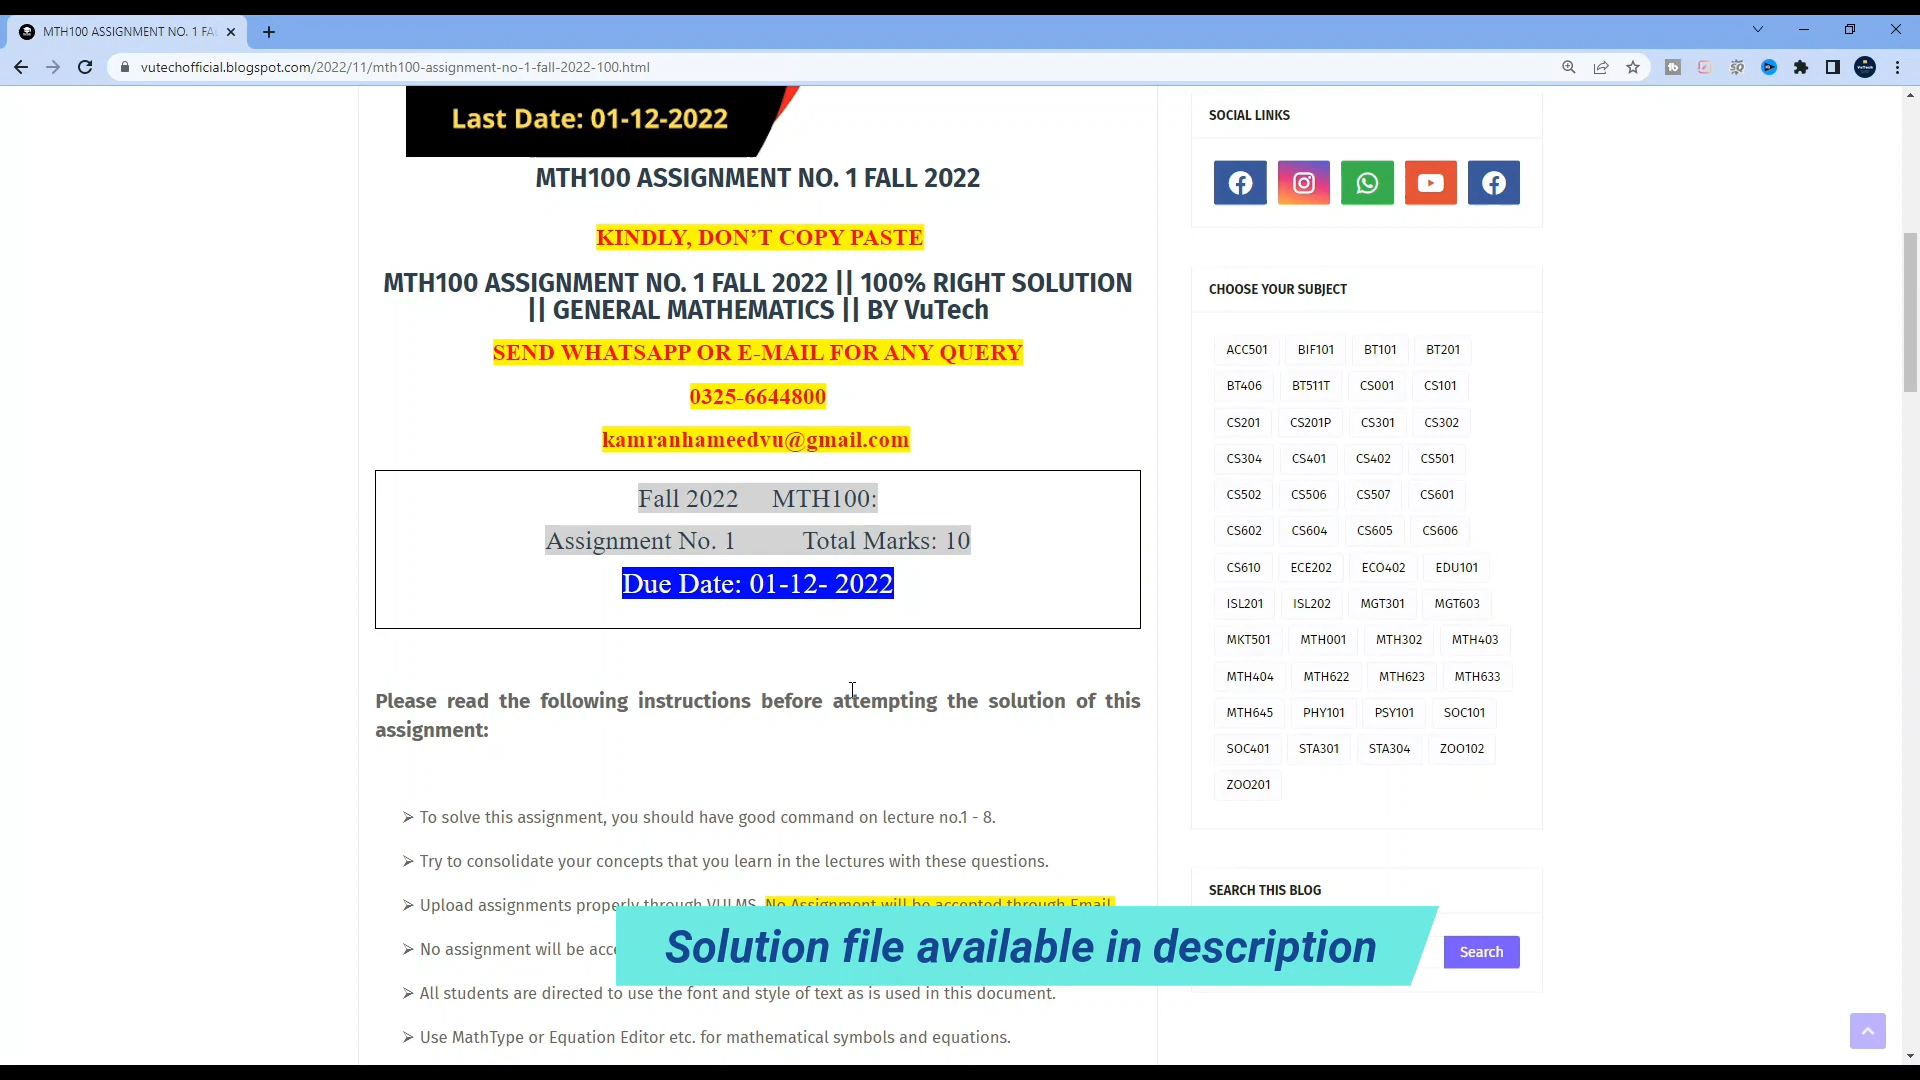 MTH100 ASSIGNMENT NO. 1 FA
vutechofficial.blogspot.com/2022/11/mth100-assignment-no-1-fall-2022-100.html
Last Date: 01-12-2022
MTH100 ASSIGNMENT NO. 1 FALL 2022
KINDLY, DON'T COPY PASTE
MTH100 ASSIGNMENT NO. 1 FALL 2022 || 100% RIGHT SOLUTION
|| GENERAL MATHEMATICS || BY VuTech
SEND WHATSAPP OR E-MAIL FOR ANY QUERY
0325-6644800
kamranhameedvu@gmail.com
Fall 2022 MTH100:
Assignment No. 1 Total Marks: 10
Due Date: 01-12- 2022
Please read the following instructions before attempting the solution of this
assignment:
➢ To solve this assignment, you should have good command on lecture no.1 - 8.
➢ Try to consolidate your concepts that you learn in the lectures with these questions.
➢ Upload assignments properly through VULMS. No Assignment will be accepted through Email.
➢ No assignment will be acce
Solution file available in description
➢ All students are directed to use the font and style of text as is used in this document.
➢ Use MathType or Equation Editor etc. for mathematical symbols and equations.
SOCIAL LINKS
CHOOSE YOUR SUBJECT
ACC501 BIF101 BT101 BT201
BT406 BT511T CS001 CS101
CS201 CS201P CS301 CS302
CS304 CS401 CS402 CS501
CS502 CS506 CS507 CS601
CS602 CS604 CS605 CS606
CS610 ECE202 ECO402 EDU101
ISL201 ISL202 MGT301 MGT603
MKT501 MTH001 MTH302 MTH403
MTH404 MTH622 MTH623 MTH633
MTH645 PHY101 PSY101 SOC101
SOC401 STA301 STA304 ZOO102
ZOO201
SEARCH THIS BLOG
Search